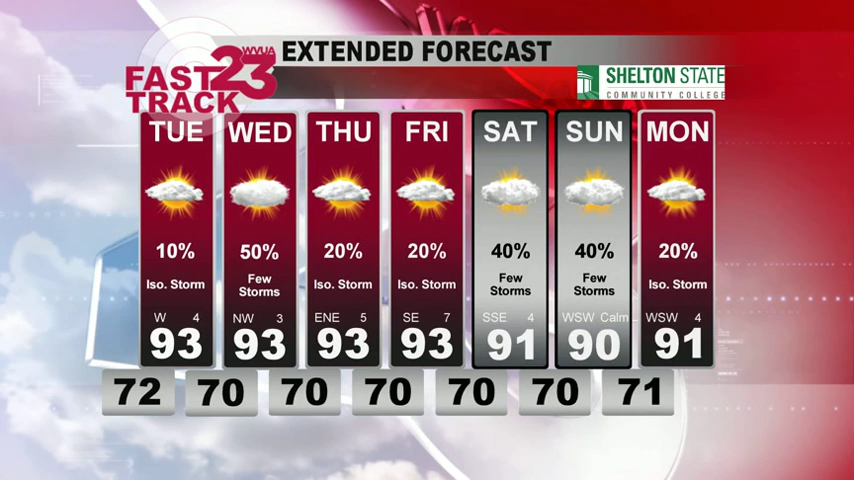 WVUA
23
FAST
TRACK
EXTENDED FORECAST
SHELTON STATE
COMMUNITY COLLEGE
TUE WED THU FRI SAT SUN MON
10% 50% 20% 20% 40% 40% 20%
Iso. Storm Few Storms Iso. Storm Iso. Storm Few Storms Few Storms Iso. Storm
W 4 NW 3 ENE 5 SE 7 SSE 4 WSW Calm WSW 4
93 93 93 93 91 90 91
72 70 70 70 70 70 71